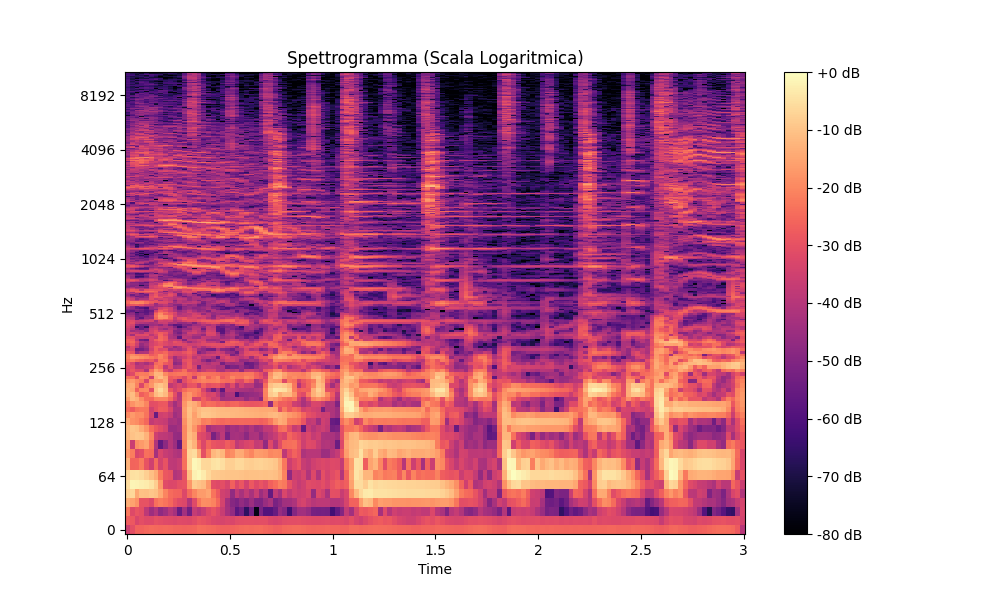 Spettrogramma (Scala Logaritmica)
8192
4096
2048
1024
512
256
128
64
0
Hz
0
0.5
1
1.5
2
2.5
3
Time
+0 dB
-10 dB
-20 dB
-30 dB
-40 dB
-50 dB
-60 dB
-70 dB
-80 dB